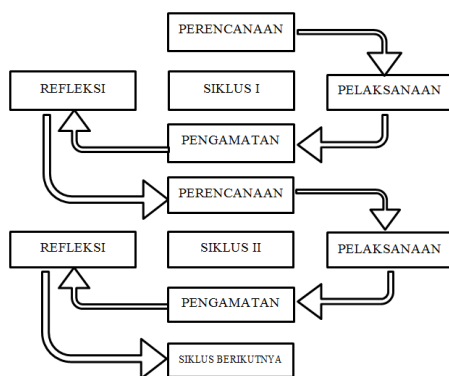 PERENCANAAN
REFLEKSI
SIKLUS I
PELAKSANAAN
PENGAMATAN
PERENCANAAN
REFLEKSI
SIKLUS II
PELAKSANAAN
PENGAMATAN
SIKLUS BERIKUTNYA